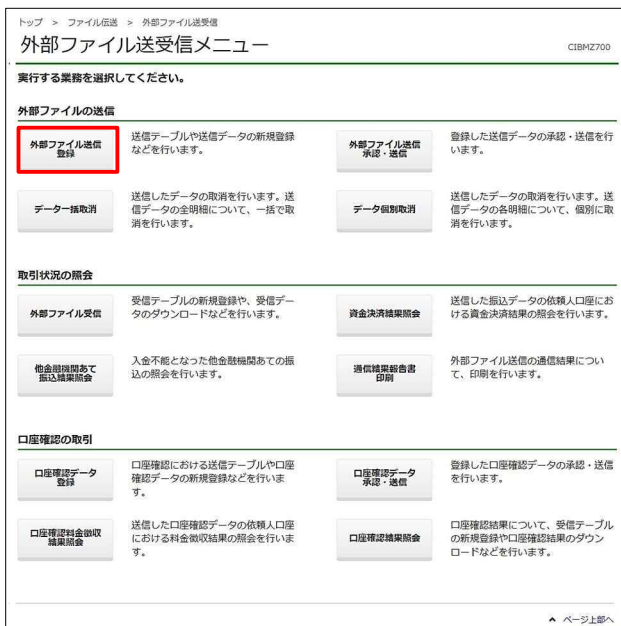 トップ > ファイル伝送 > 外部ファイル送受信
外部ファイル送受信メニュー
CIBMZ700
実行する業務を選択してください。
外部ファイルの送信
外部ファイル送信
登録
送信テーブルや送信データの新規登録
などを行います。
外部ファイル送信
承認・送信
登録した送信データの承認・送信を行
います。
データ一括取消
送信したデータの取消を行います。送
信データの全明細について、一括で取
消を行います。
データ個別取消
送信したデータの取消を行います。送
信データの各明細について、個別に取
消を行います。
取引状況の照会
外部ファイル受信
受信テーブルの新規登録や、受信デー
タのダウンロードなどを行います。
資金決済結果照会
送信した振込データの依頼人口座にお
ける資金決済結果の照会を行います。
他金融機関あて
振込結果照会
入金不能となった他金融機関あての振
込の照会を行います。
通信結果報告書
印刷
外部ファイル送信の通信結果につい
て、印刷を行います。
口座確認の取引
口座確認データ
登録
口座確認における送信テーブルや口座
確認データの新規登録などを行いま
す。
口座確認データ
承認・送信
登録した口座確認データの承認・送信
を行います。
口座確認料金徴収
結果照会
送信した口座確認データの依頼人口座
における料金徴収結果の照会を行いま
す。
口座確認結果照会
口座確認結果について、受信テーブル
の新規登録や口座確認結果のダウン
ロードなどを行います。
ページ上部へ